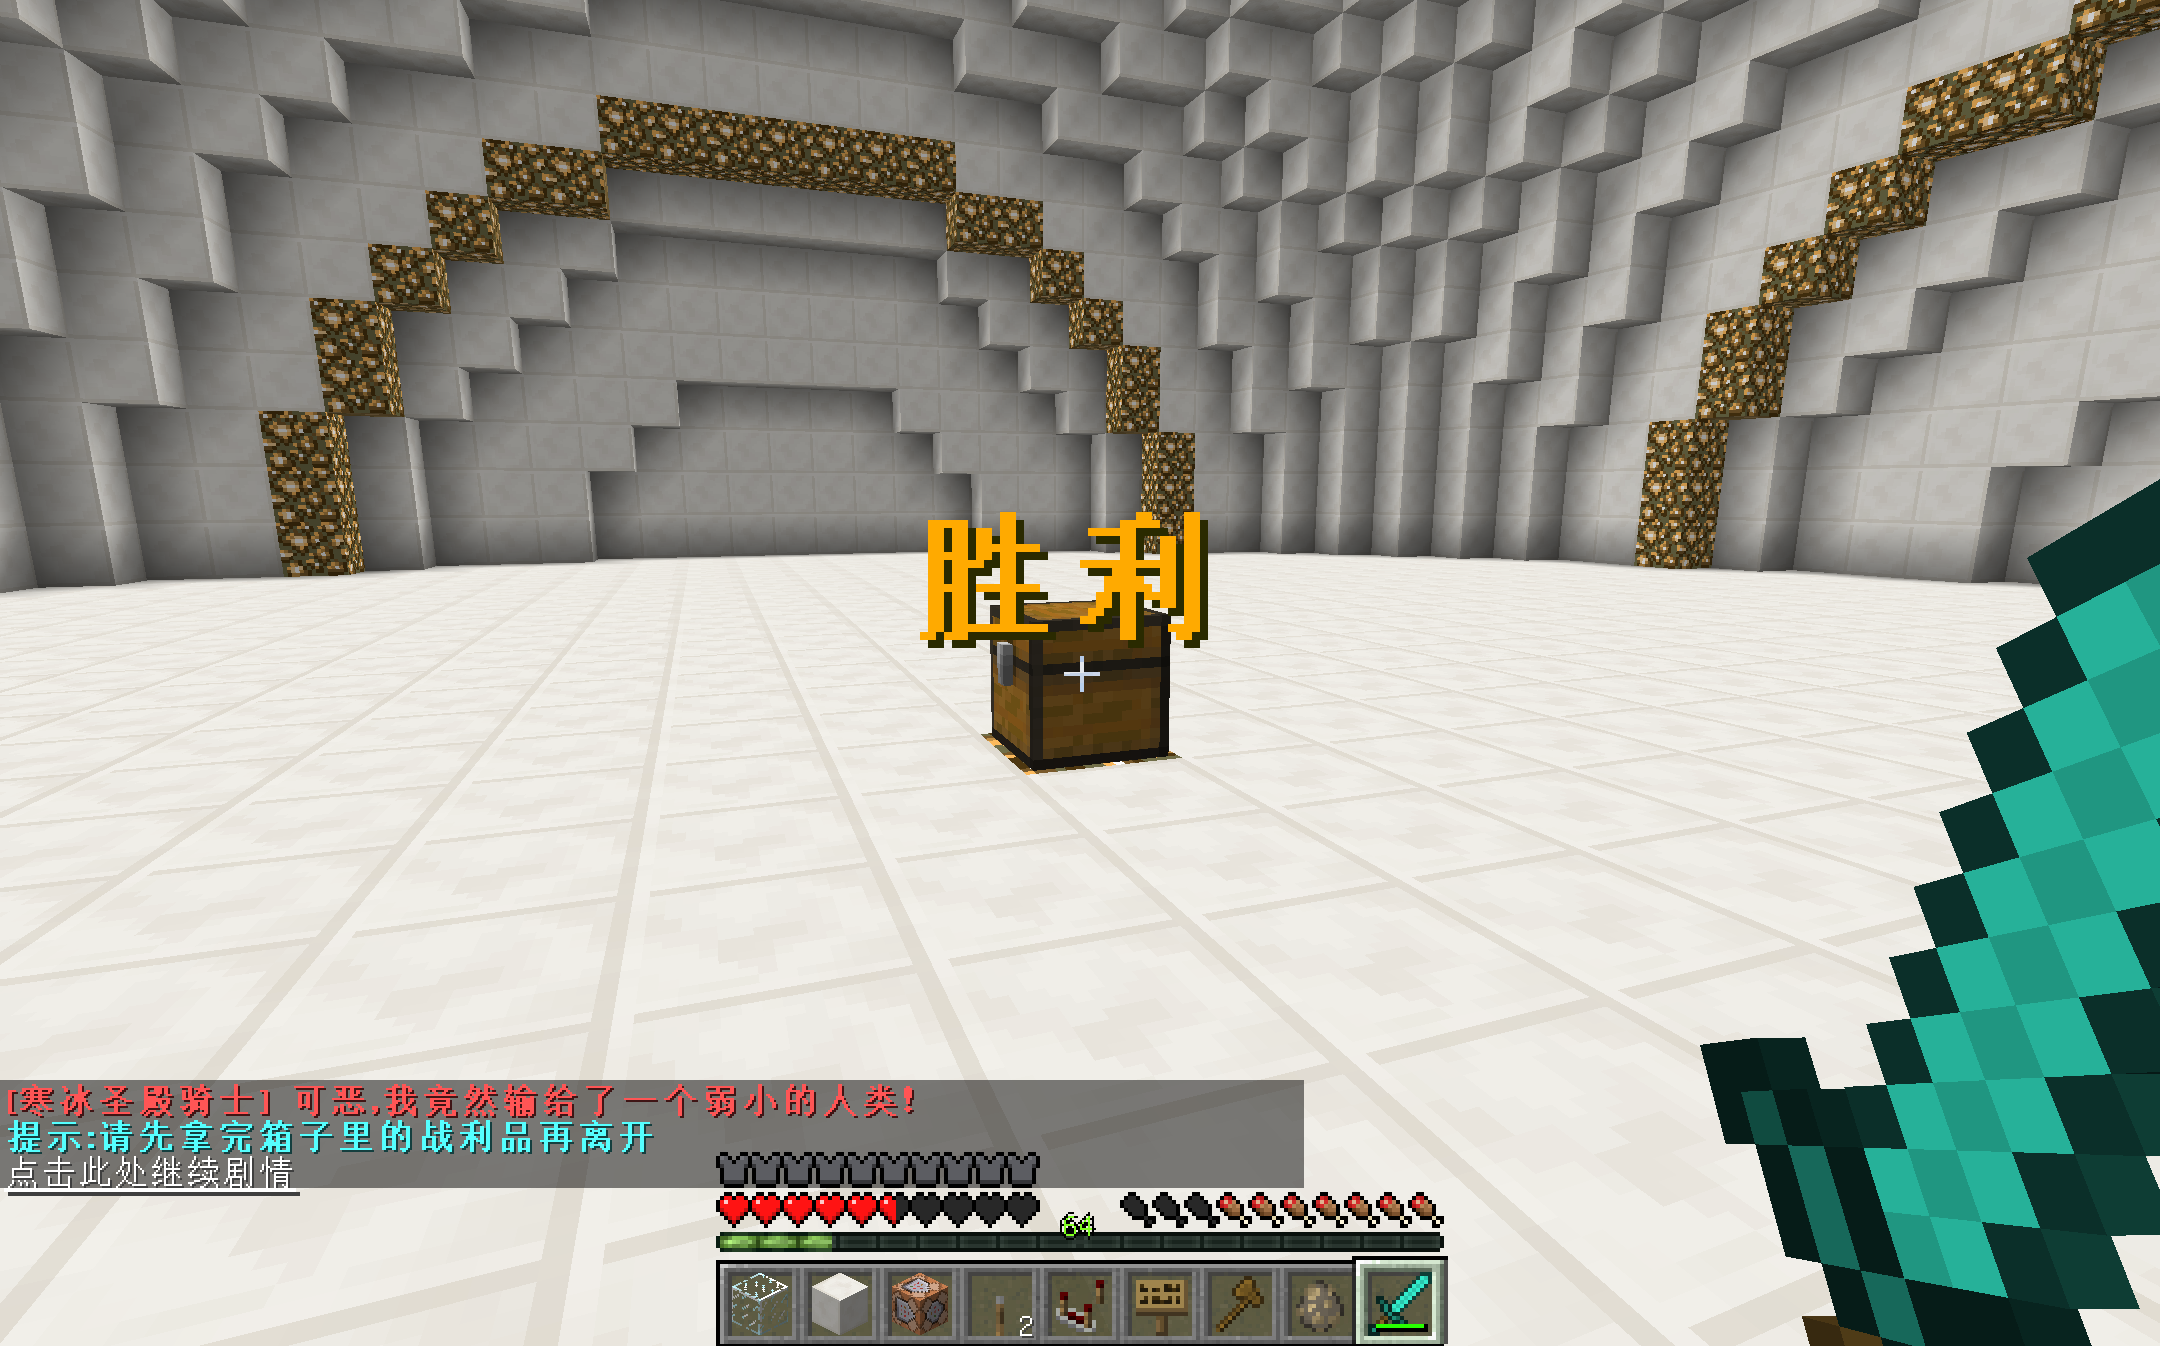 胜利
[寒冰圣殿骑士] 可恶,我竟然输给了一个弱小的人类!
提示:请先拿完箱子里的战利品再离开
点击此处继续剧情
64
2